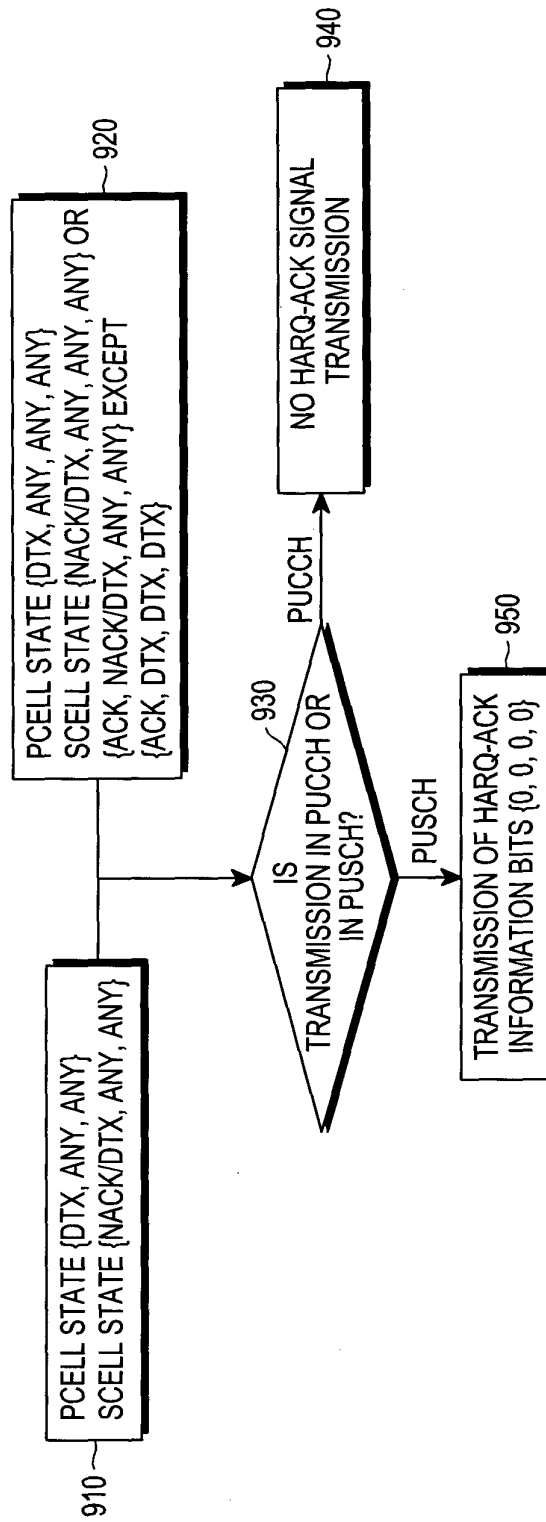 PCELL STATE {DTX, ANY, ANY}
SCELL STATE {NACK/DTX, ANY, ANY}
910
PCELL STATE {DTX, ANY, ANY, ANY}
SCELL STATE {NACK/DTX, ANY, ANY, ANY} OR
{ACK, NACK/DTX, ANY, ANY} EXCEPT
{ACK, DTX, DTX, DTX}
920
IS
TRANSMISSION IN PUCCH OR
IN PUSCH?
930
PUCCH
NO HARQ-ACK SIGNAL
TRANSMISSION
940
PUSCH
TRANSMISSION OF HARQ-ACK
INFORMATION BITS {0, 0, 0, 0}
950